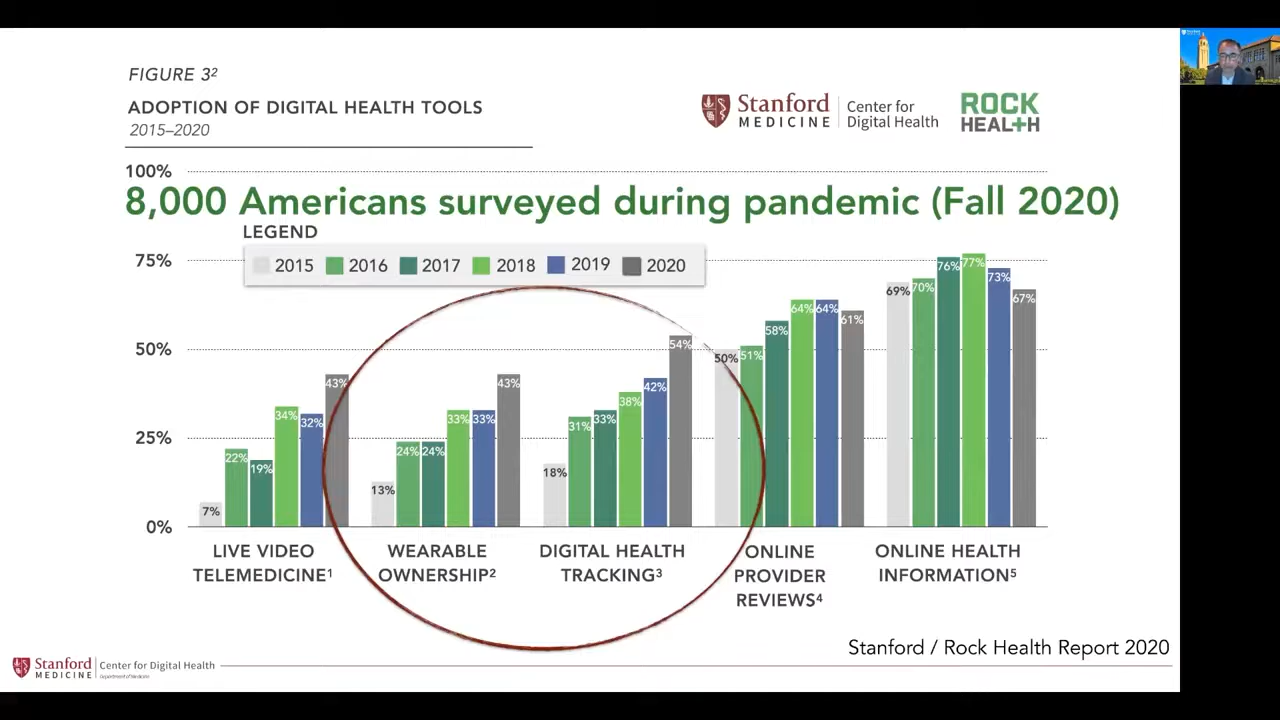 FIGURE 3²
ADOPTION OF DIGITAL HEALTH TOOLS
2015–2020
Stanford MEDICINE Center for Digital Health
ROCK HEALTH
100%
8,000 Americans surveyed during pandemic (Fall 2020)
LEGEND
2015 2016 2017 2018 2019 2020
75%
50%
25%
0%
7% 22% 19% 34% 32% 43%
13% 24% 24% 33% 33% 43%
18% 31% 33% 38% 42% 54%
50% 51% 58% 64% 64% 61%
69% 70% 76% 77% 73% 67%
LIVE VIDEO
TELEMEDICINE¹
WEARABLE
OWNERSHIP²
DIGITAL HEALTH
TRACKING³
ONLINE
PROVIDER
REVIEWS⁴
ONLINE HEALTH
INFORMATION⁵
Stanford / Rock Health Report 2020
Stanford MEDICINE Center for Digital Health
Department of Medicine